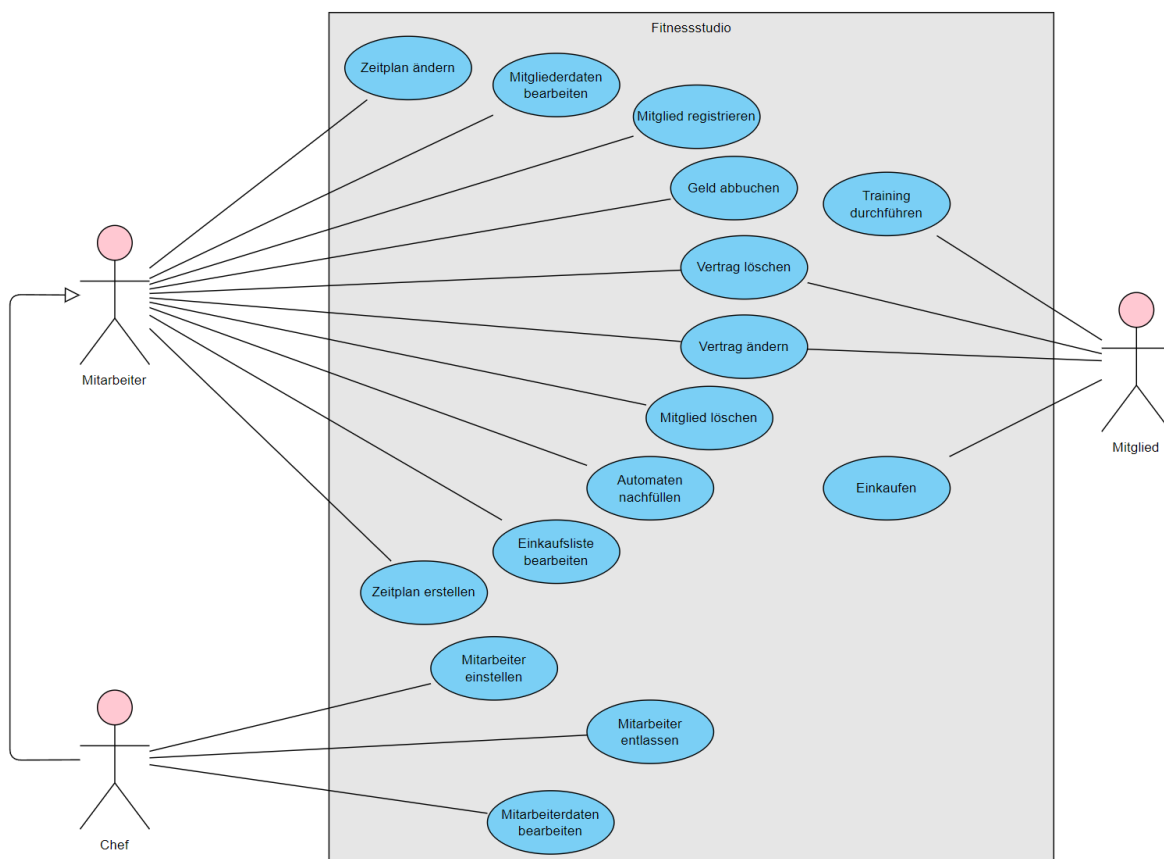 Fitnessstudio
Zeitplan ändern
Mitgliederdaten
bearbeiten
Mitglied registrieren
Geld abbuchen
Training
durchführen
Vertrag löschen
Vertrag ändern
Mitarbeiter
Mitglied löschen
Mitglied
Automaten
nachfüllen
Einkaufen
Einkaufsliste
bearbeiten
Zeitplan erstellen
Mitarbeiter
einstellen
Mitarbeiter
entlassen
Mitarbeiterdaten
bearbeiten
Chef